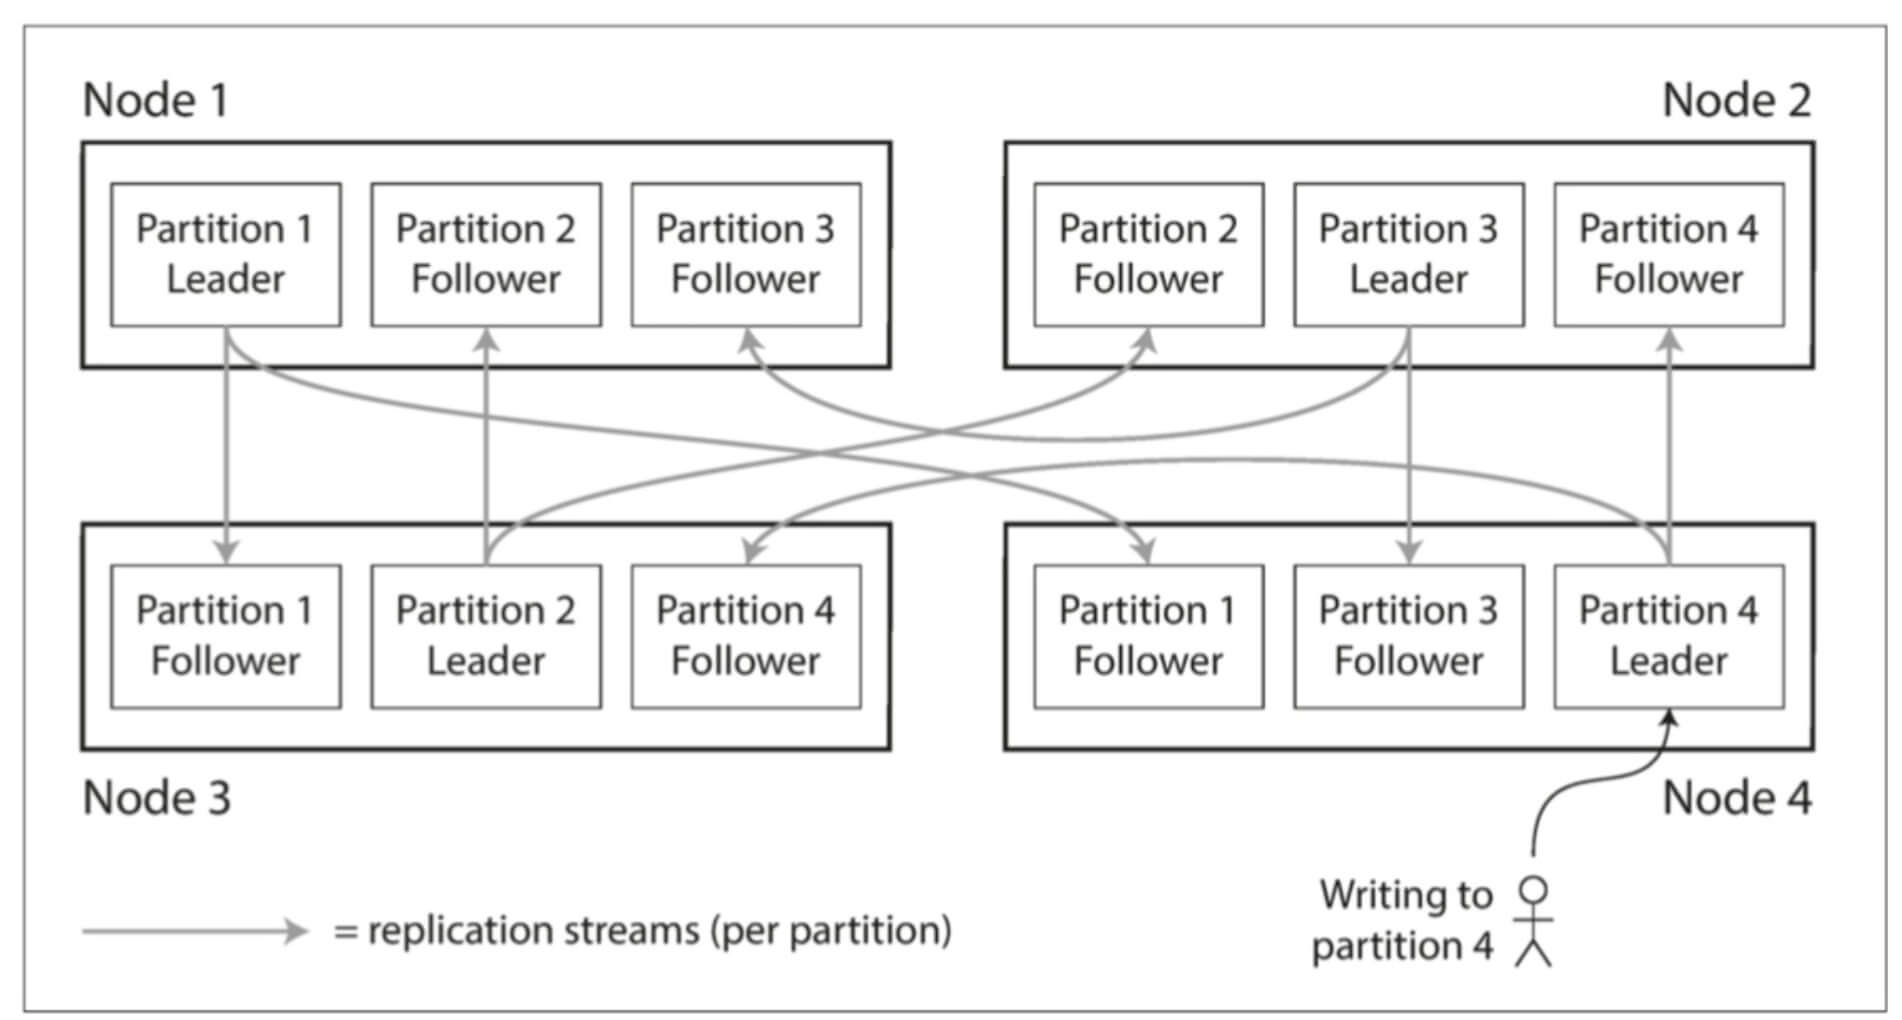 Node 1
Node 2
Partition 1
Leader
Partition 2
Follower
Partition 3
Follower
Partition 2
Follower
Partition 3
Leader
Partition 4
Follower
Partition 1
Follower
Partition 2
Leader
Partition 4
Follower
Partition 1
Follower
Partition 3
Follower
Partition 4
Leader
Node 3
Node 4
= replication streams (per partition)
Writing to
partition 4